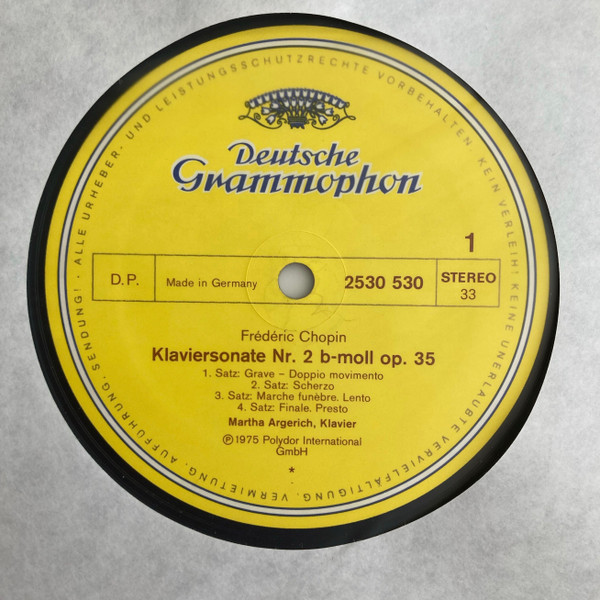 · ALLE URHEBER- UND LEISTUNGSSCHUTZRECHTE VORBEHALTEN · KEIN VERLEIH! KEINE UNERLAUBTE VERVIELFÄLTIGUNG, VERMIETUNG, AUFFÜHRUNG, SENDUNG!
Deutsche
Grammophon
1
D.P.
Made in Germany
2530 530
STEREO
33
Frédéric Chopin
Klaviersonate Nr. 2 b-moll op. 35
1. Satz: Grave – Doppio movimento
2. Satz: Scherzo
3. Satz: Marche funèbre. Lento
4. Satz: Finale. Presto
Martha Argerich, Klavier
℗ 1975 Polydor International
GmbH
*